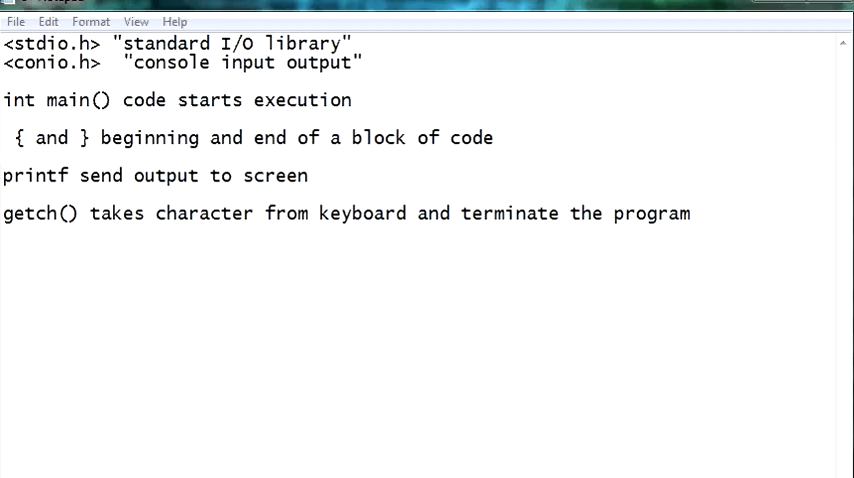 File Edit Format View Help
<stdio.h> "standard I/O library"
<conio.h> "console input output"
int main() code starts execution
{ and } beginning and end of a block of code
printf send output to screen
getch() takes character from keyboard and terminate the program